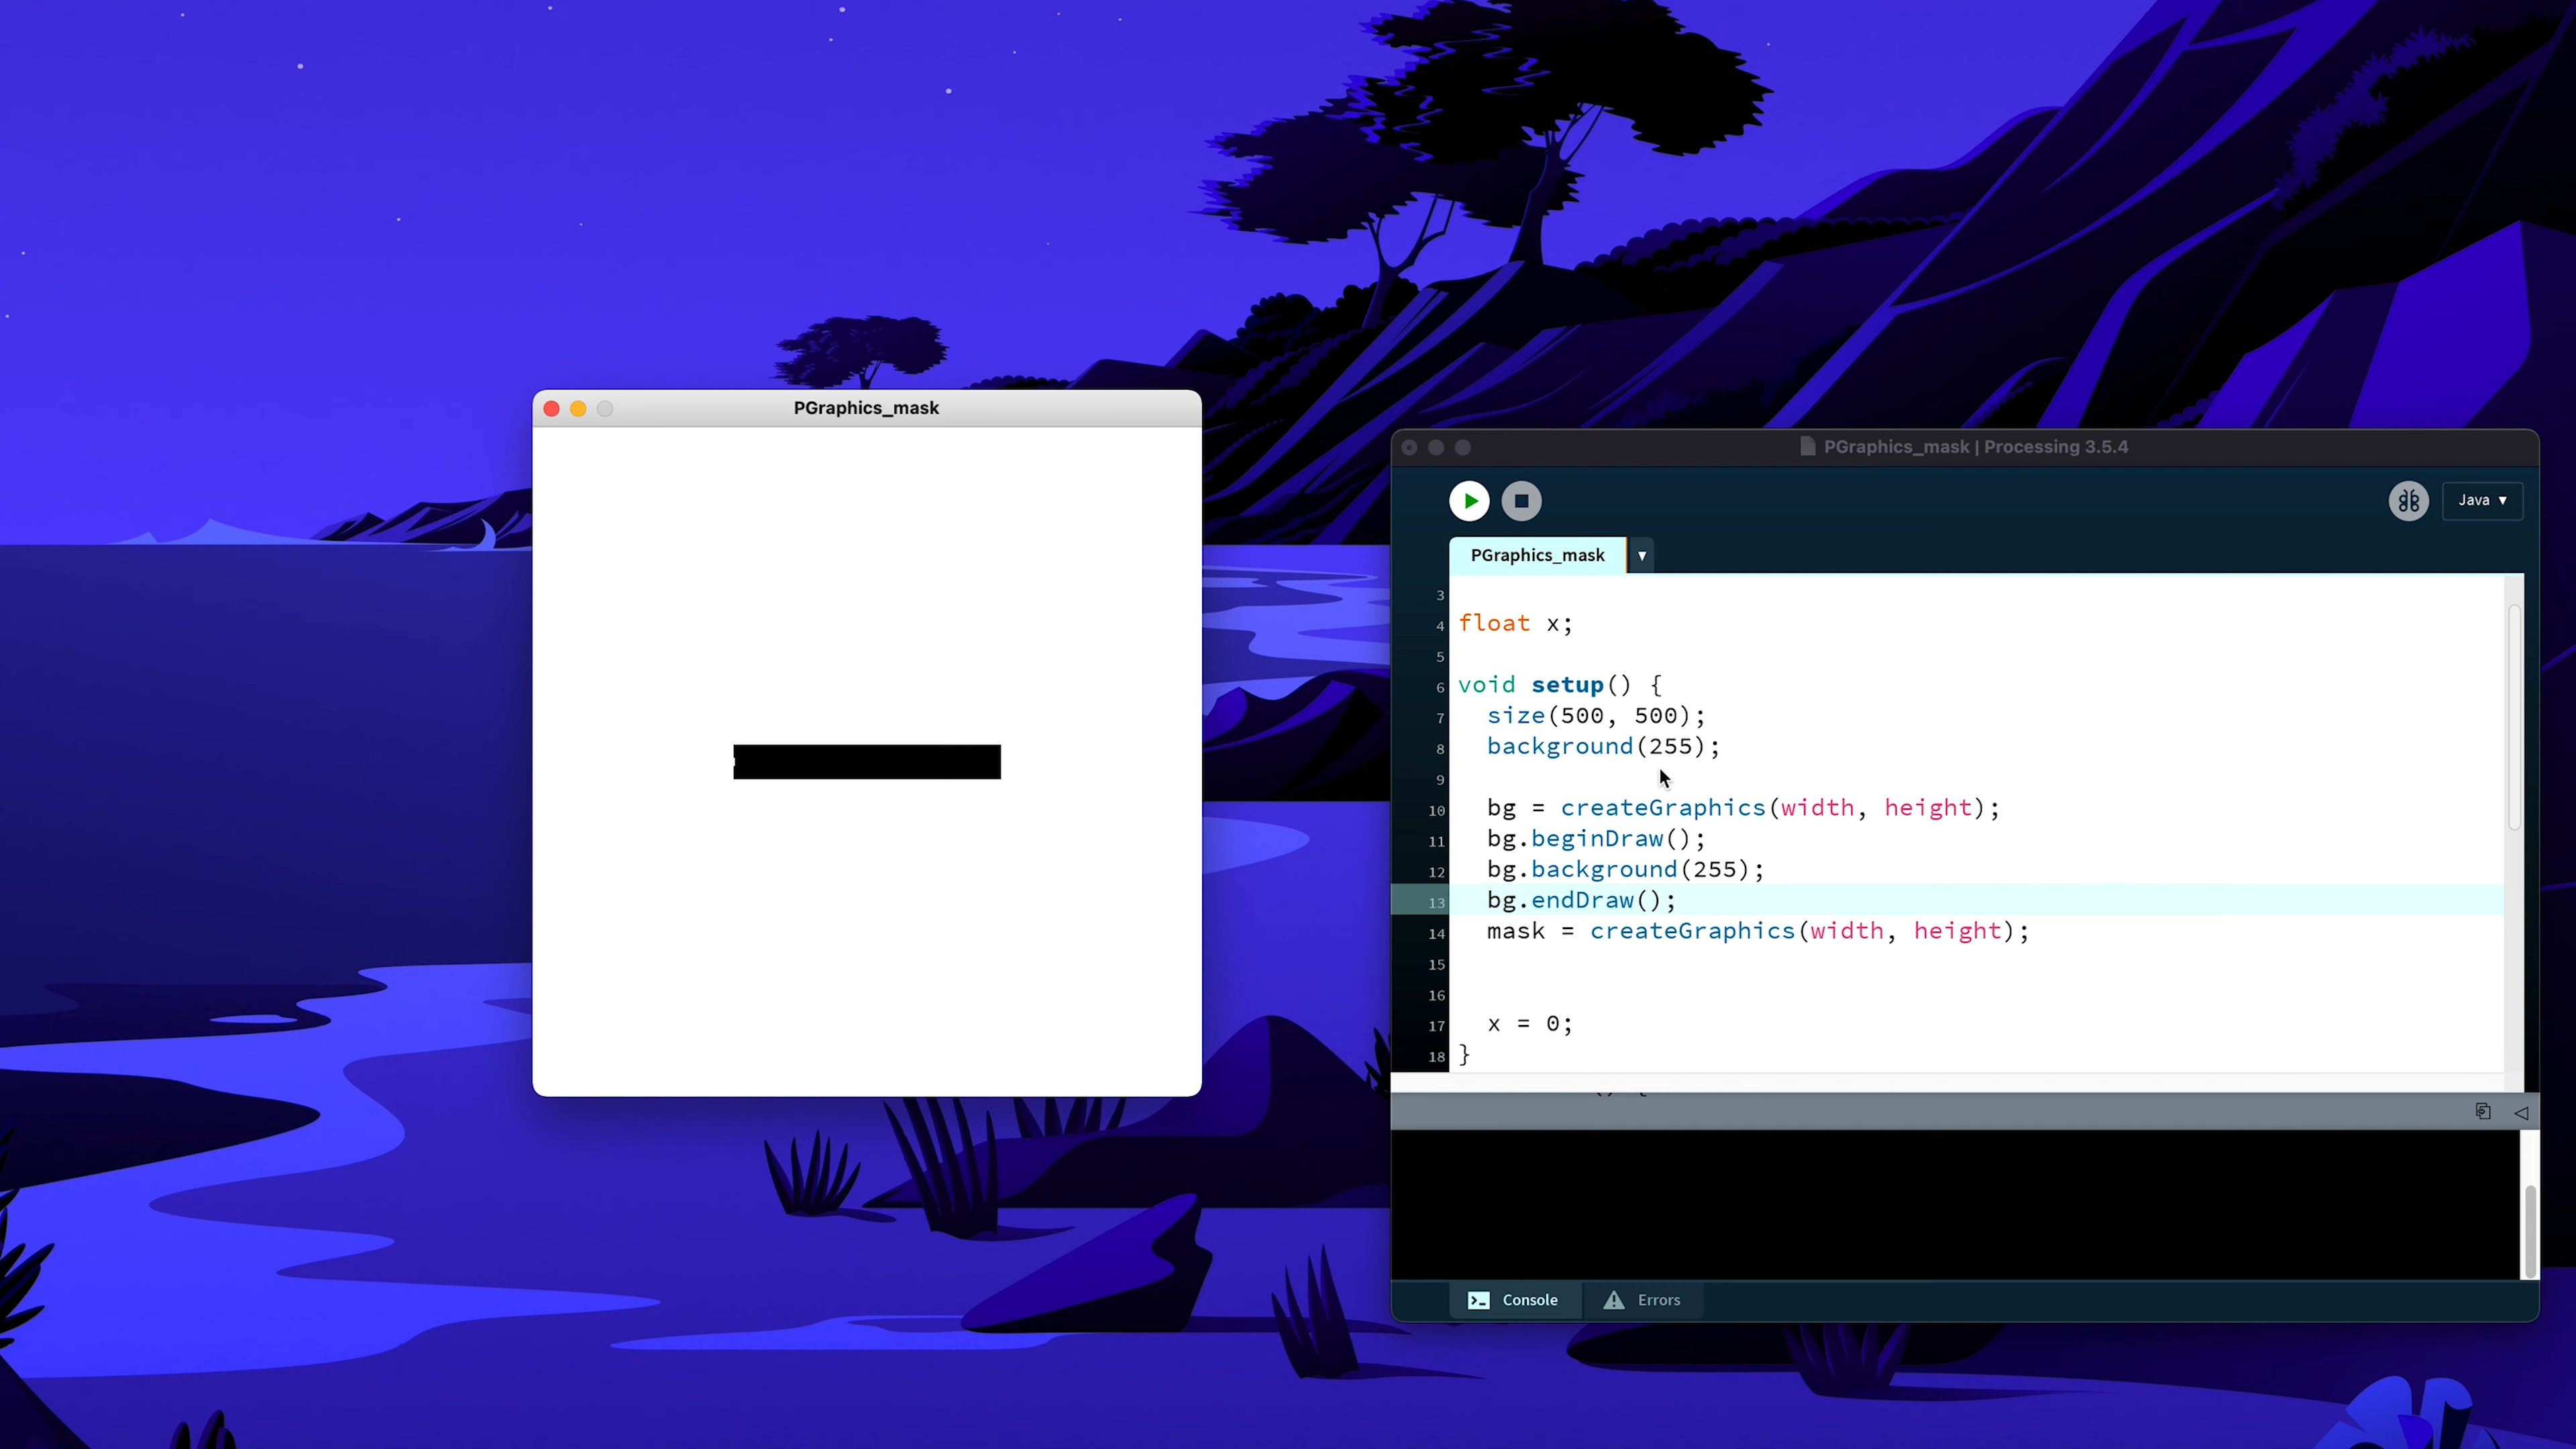 PGraphics_mask
PGraphics_mask | Processing 3.5.4
Java ▼
PGraphics_mask ▼
3
4 float x;
5
6 void setup() {
7 size(500, 500);
8 background(255);
9
10 bg = createGraphics(width, height);
11 bg.beginDraw();
12 bg.background(255);
13 bg.endDraw();
14 mask = createGraphics(width, height);
15
16
17 x = 0;
18 }
Console Errors